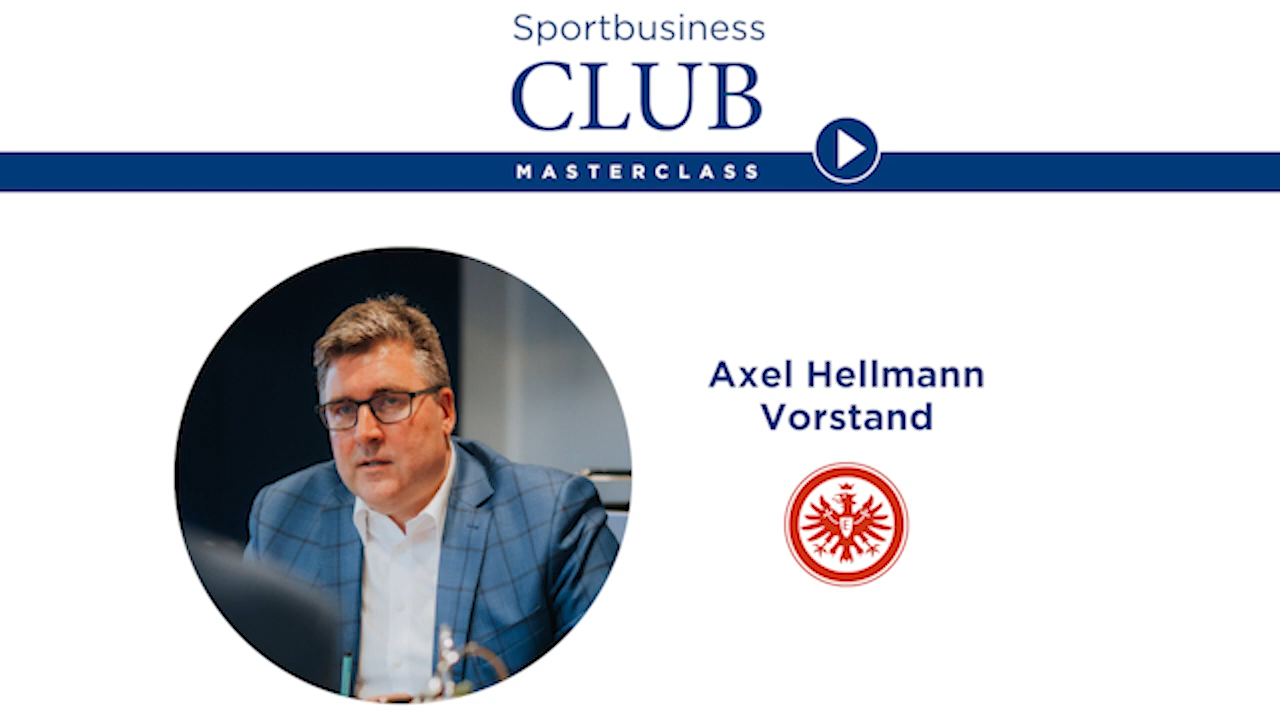 Sportbusiness
CLUB
MASTERCLASS
Axel Hellmann
Vorstand
E